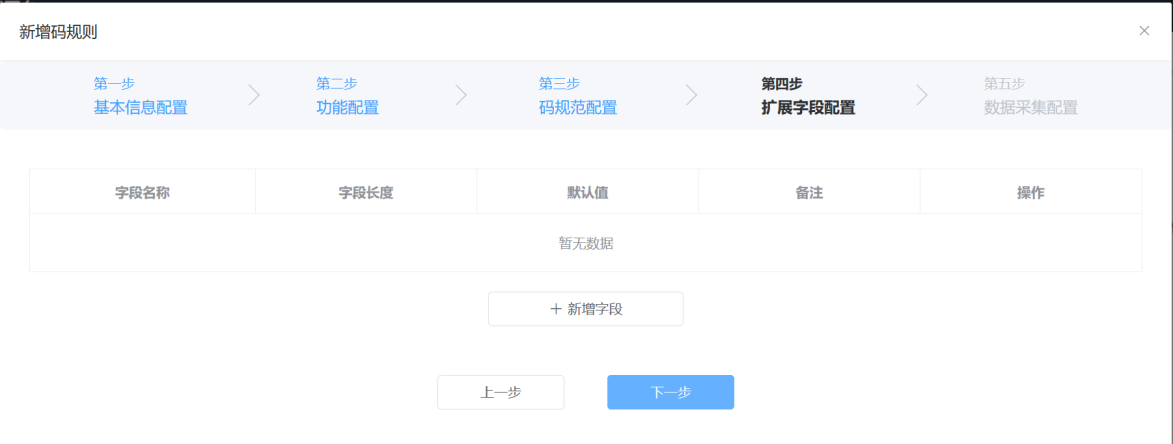 新增码规则
第一步
基本信息配置
第二步
功能配置
第三步
码规范配置
第四步
扩展字段配置
第五步
数据采集配置
字段名称 字段长度 默认值 备注 操作
暂无数据
+ 新增字段
上一步 下一步